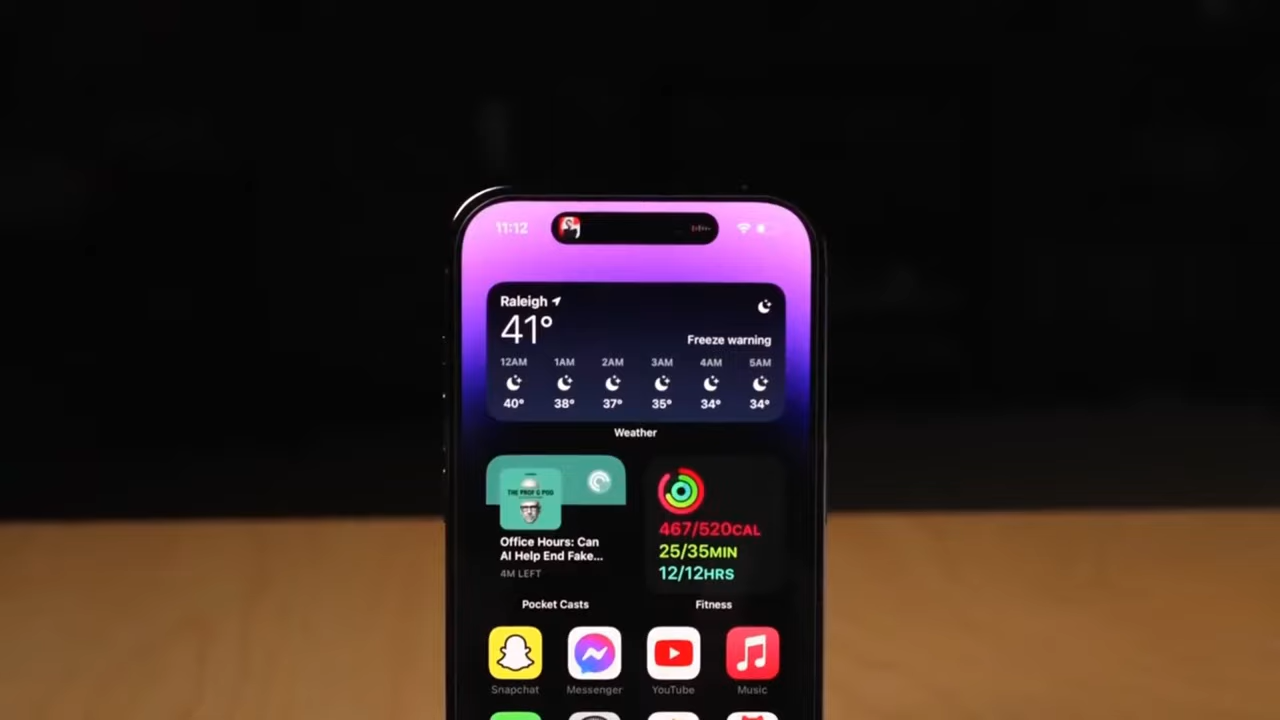 11:12
Raleigh
41°
Freeze warning
12AM 1AM 2AM 3AM 4AM 5AM
40° 38° 37° 35° 34° 34°
Weather
THE PROF G POD
Office Hours: Can
AI Help End Fake...
4M LEFT
Pocket Casts
467/520CAL
25/35MIN
12/12HRS
Fitness
Snapchat Messenger YouTube Music